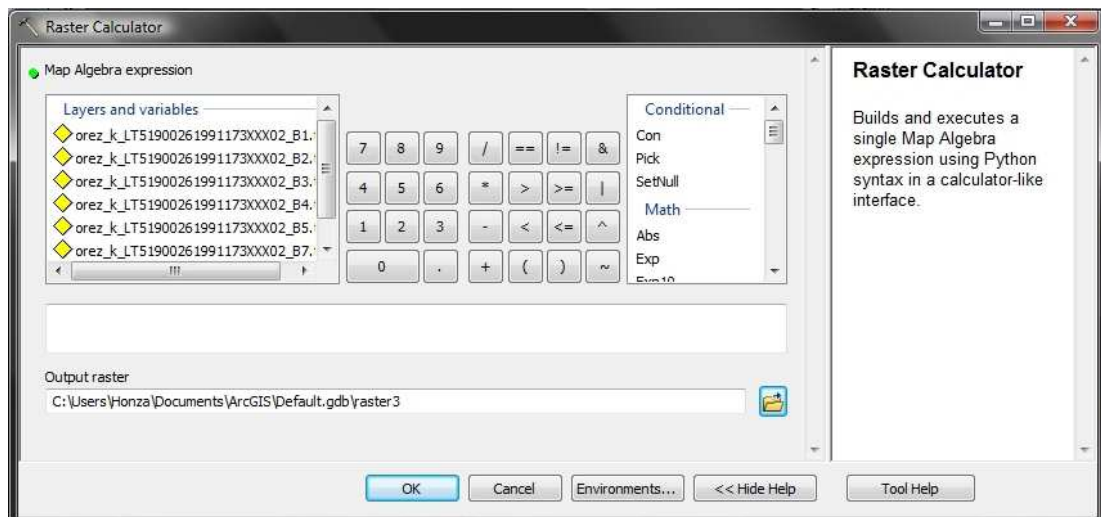 Raster Calculator
Map Algebra expression
Layers and variables
orez_k_LT51900261991173XXX02_B1.
orez_k_LT51900261991173XXX02_B2.
orez_k_LT51900261991173XXX02_B3.
orez_k_LT51900261991173XXX02_B4.
orez_k_LT51900261991173XXX02_B5.
orez_k_LT51900261991173XXX02_B7.
7 8 9 / == != &
4 5 6 * > >= |
1 2 3 - < <= ^
0 . + ( ) ~
Conditional
Con
Pick
SetNull
Math
Abs
Exp
Exp10
Output raster
C:\Users\Honza\Documents\ArcGIS\Default.gdb\raster3
OK Cancel Environments... << Hide Help Tool Help
Raster Calculator
Builds and executes a
single Map Algebra
expression using Python
syntax in a calculator-like
interface.